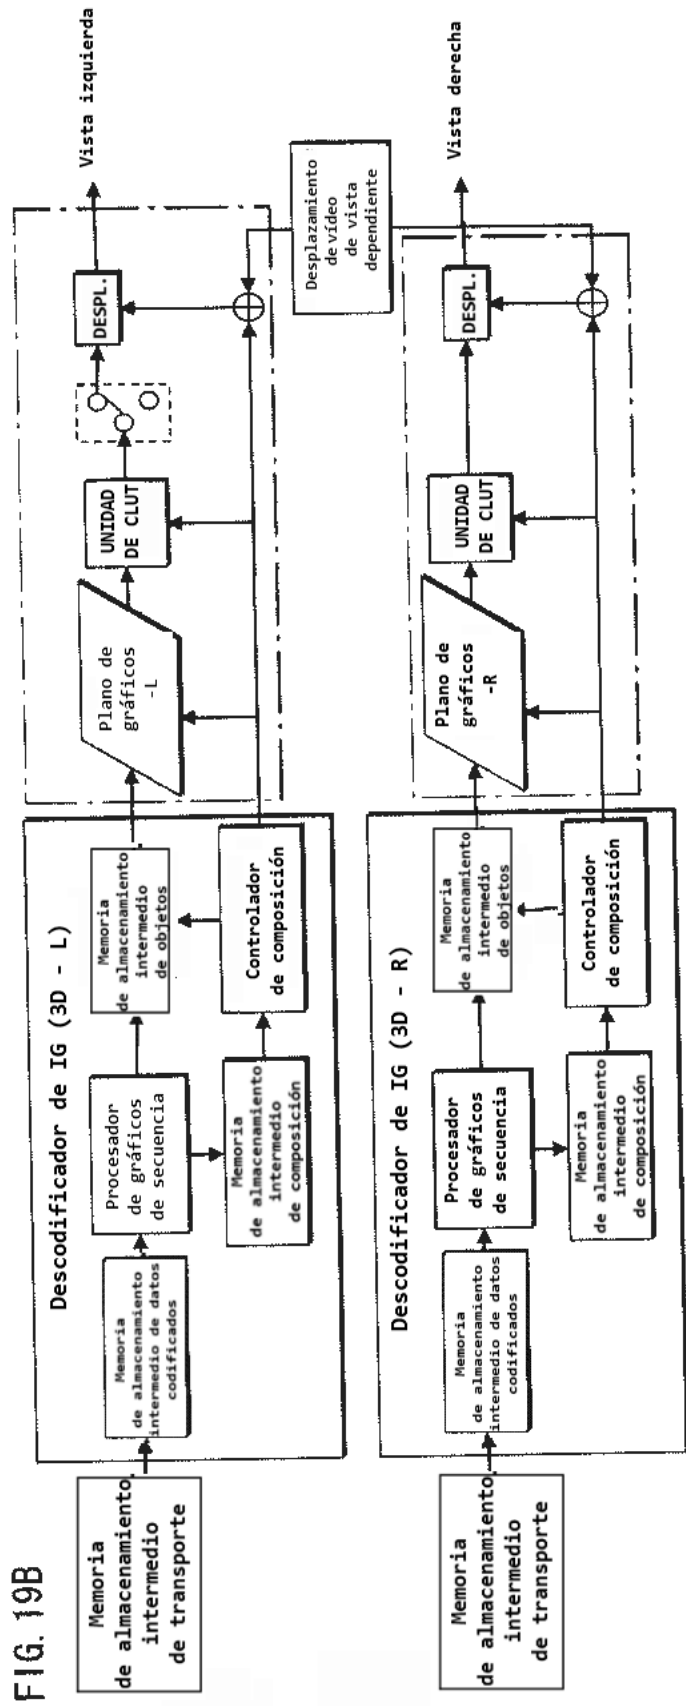 FIG. 19B
Memoria
de almacenamiento
intermedio
de transporte
Descodificador de IG (3D - L)
Memoria
de almacenamiento
intermedio de datos
codificados
Procesador
de gráficos
de secuencia
Memoria
de almacenamiento
intermedio
de composición
Memoria
de almacenamiento
intermedio
de objetos
Controlador
de composición
Plano de
gráficos
-L
UNIDAD
DE CLUT
DESPL.
Vista izquierda
Desplazamiento
de vídeo
de vista
dependiente
Memoria
de almacenamiento
intermedio
de transporte
Descodificador de IG (3D - R)
Memoria
de almacenamiento
intermedio de datos
codificados
Procesador
de gráficos
de secuencia
Memoria
de almacenamiento
intermedio
de composición
Memoria
de almacenamiento
intermedio
de objetos
Controlador
de composición
Plano de
gráficos
-R
UNIDAD
DE CLUT
DESPL.
Vista derecha